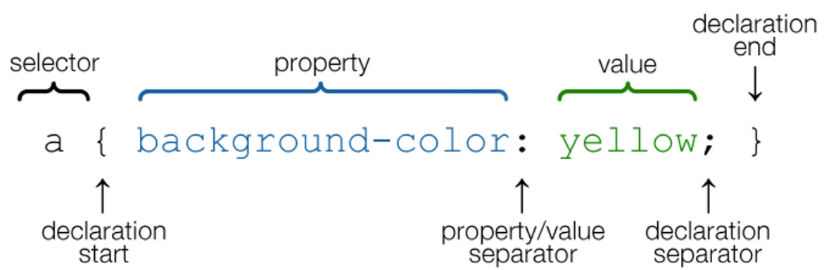 declaration
end
selector
property
value
a { background-color: yellow; }
declaration
start
property/value
separator
declaration
separator